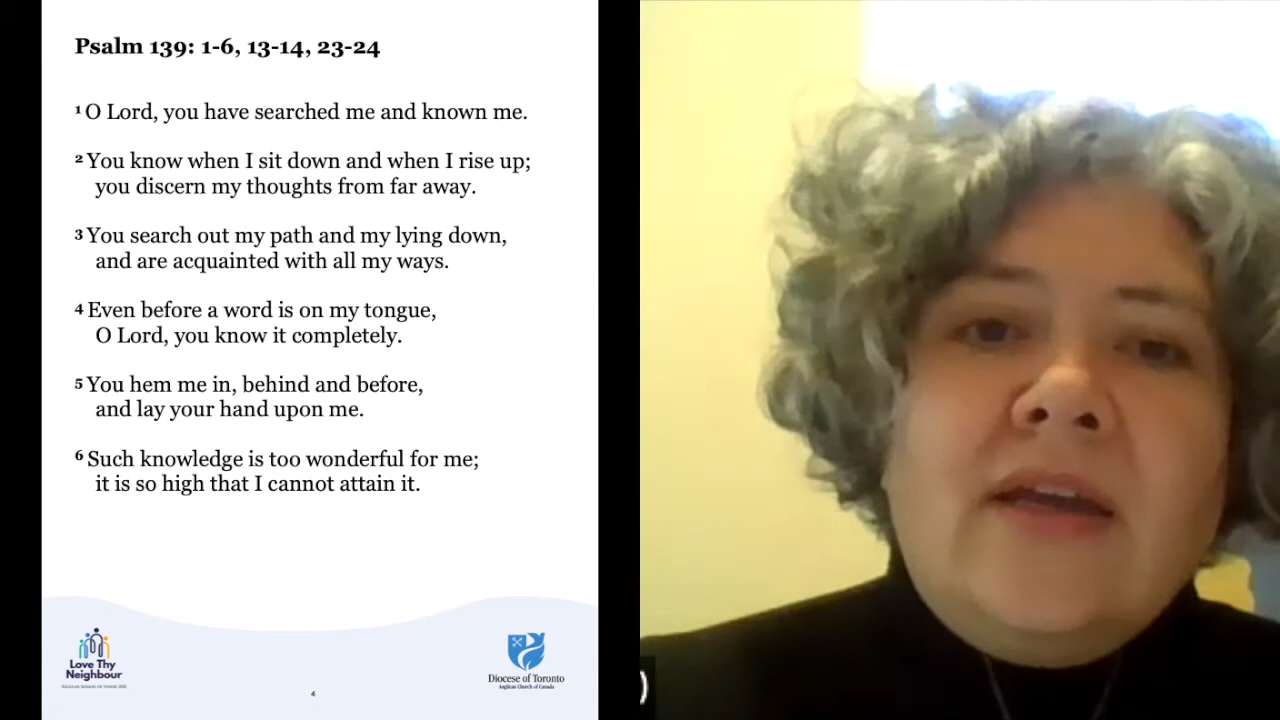 Psalm 139: 1-6, 13-14, 23-24
1 O Lord, you have searched me and known me.
2 You know when I sit down and when I rise up;
you discern my thoughts from far away.
3 You search out my path and my lying down,
and are acquainted with all my ways.
4 Even before a word is on my tongue,
O Lord, you know it completely.
5 You hem me in, behind and before,
and lay your hand upon me.
6 Such knowledge is too wonderful for me;
it is so high that I cannot attain it.
Love Thy
Neighbour
4
Diocese of Toronto
Anglican Church of Canada